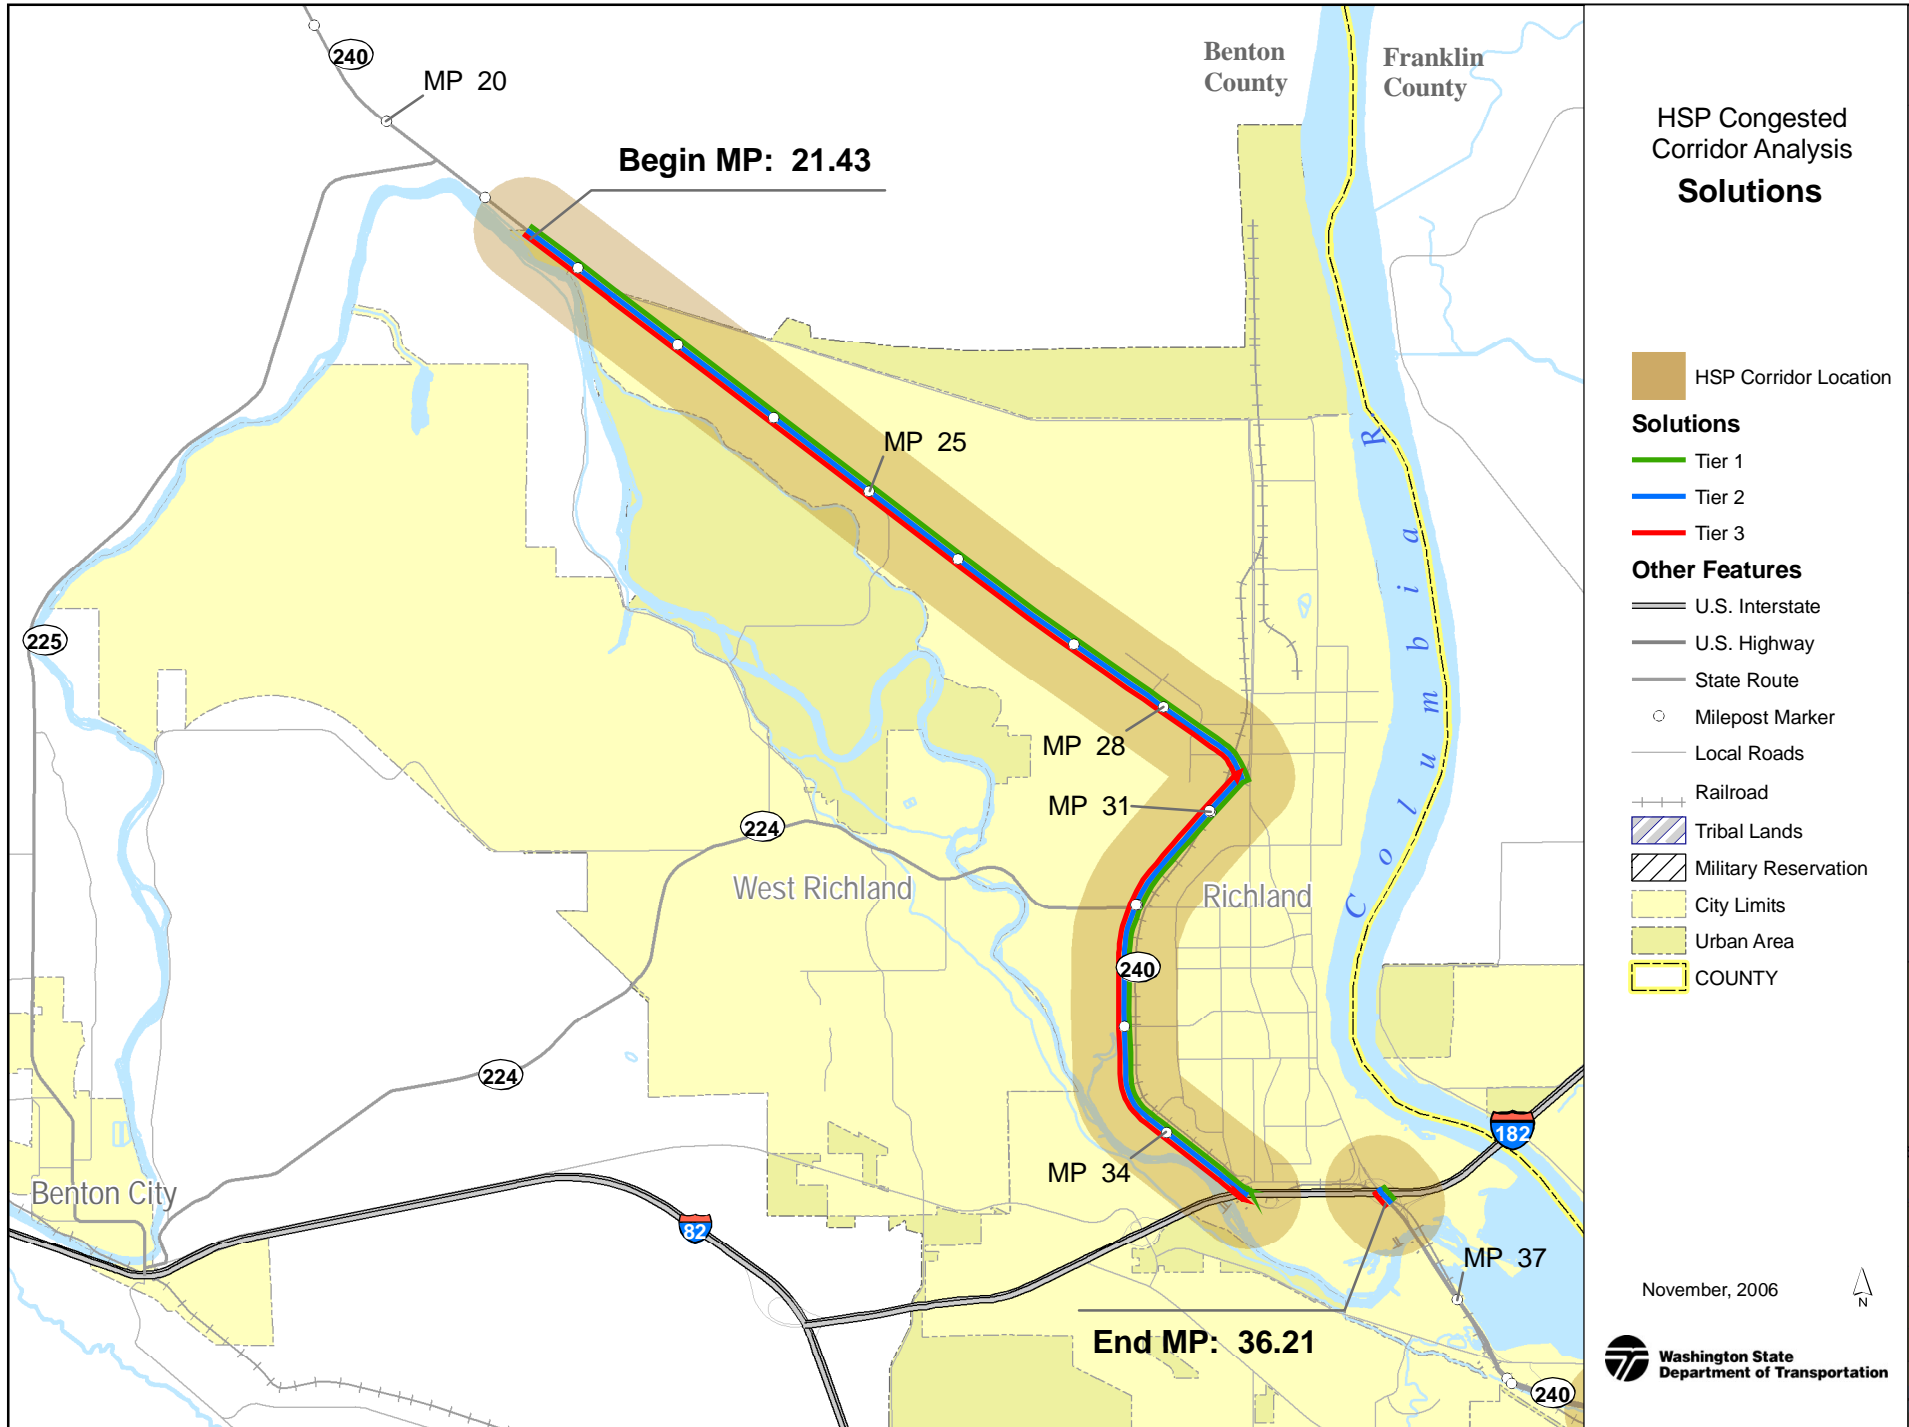 240
MP 20
Begin MP: 21.43
Benton
County
Franklin
County
MP 25
225
MP 28
MP 31
224
West Richland
Richland
Columbia R
240
224
MP 34
182
Benton City
82
MP 37
End MP: 36.21
240
HSP Congested
Corridor Analysis
Solutions
HSP Corridor Location
Solutions
Tier 1
Tier 2
Tier 3
Other Features
U.S. Interstate
U.S. Highway
State Route
Milepost Marker
Local Roads
Railroad
Tribal Lands
Military Reservation
City Limits
Urban Area
COUNTY
November, 2006
N
Washington State
Department of Transportation